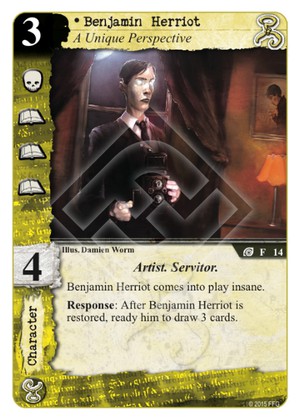 3
• Benjamin Herriot
A Unique Perspective
Illus. Damien Worm
F 14
4
Artist. Servitor.
Benjamin Herriot comes into play insane.
Response: After Benjamin Herriot is
restored, ready him to draw 3 cards.
Character
© 2015 FFG